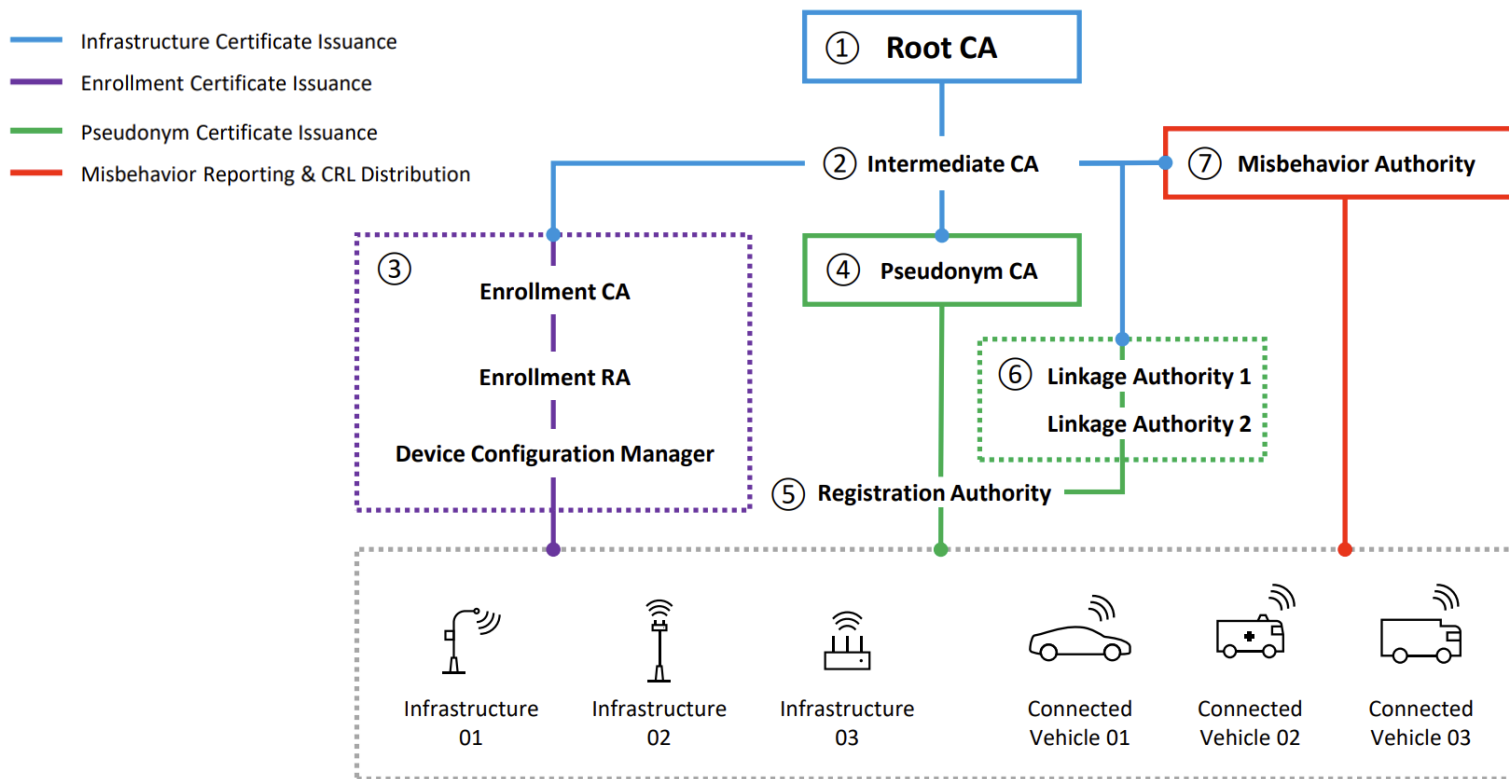 Infrastructure Certificate Issuance
Enrollment Certificate Issuance
Pseudonym Certificate Issuance
Misbehavior Reporting & CRL Distribution
① Root CA
② Intermediate CA
⑦ Misbehavior Authority
③
Enrollment CA
Enrollment RA
Device Configuration Manager
④ Pseudonym CA
⑥ Linkage Authority 1
Linkage Authority 2
⑤ Registration Authority
Infrastructure
01
Infrastructure
02
Infrastructure
03
Connected
Vehicle 01
Connected
Vehicle 02
Connected
Vehicle 03